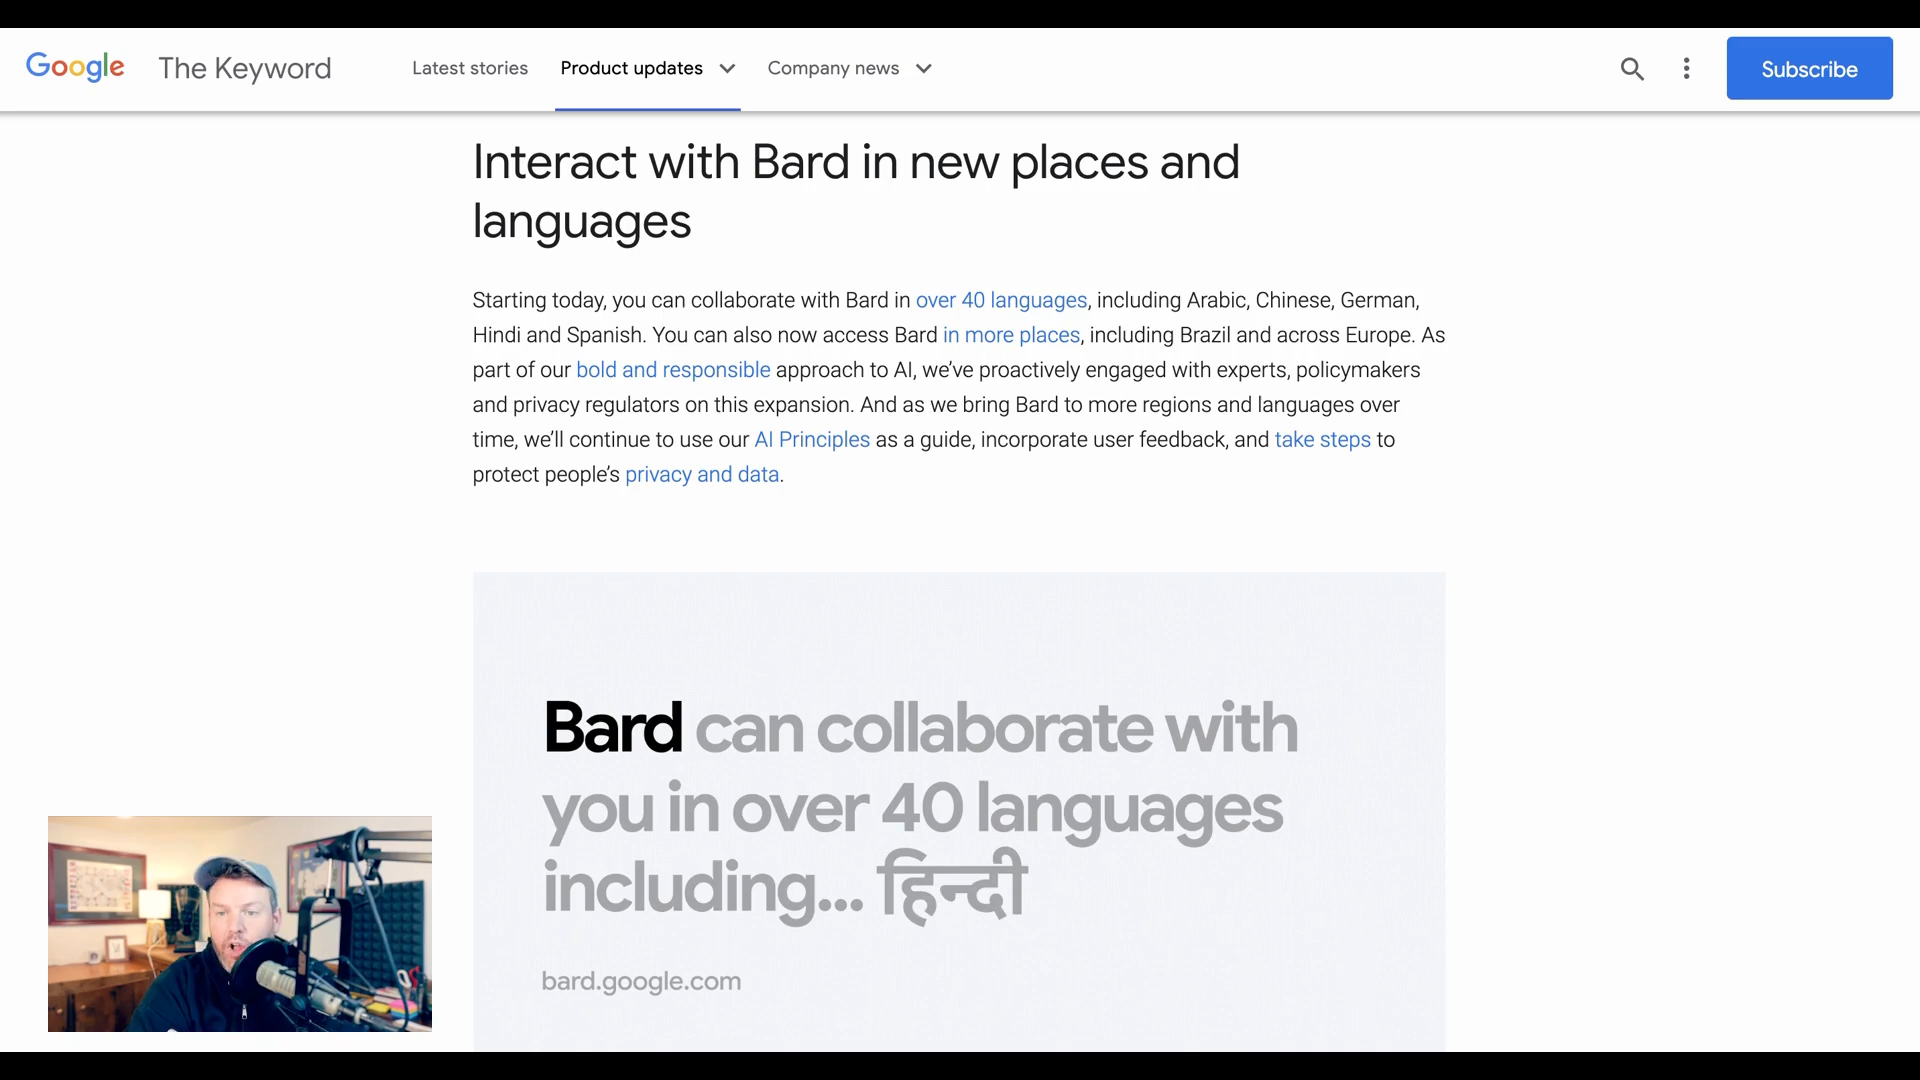 Google The Keyword Latest stories Product updates Company news Subscribe
Interact with Bard in new places and
languages
Starting today, you can collaborate with Bard in over 40 languages, including Arabic, Chinese, German,
Hindi and Spanish. You can also now access Bard in more places, including Brazil and across Europe. As
part of our bold and responsible approach to AI, we’ve proactively engaged with experts, policymakers
and privacy regulators on this expansion. And as we bring Bard to more regions and languages over
time, we’ll continue to use our AI Principles as a guide, incorporate user feedback, and take steps to
protect people’s privacy and data.
Bard can collaborate with
you in over 40 languages
including... हिन्दी
bard.google.com